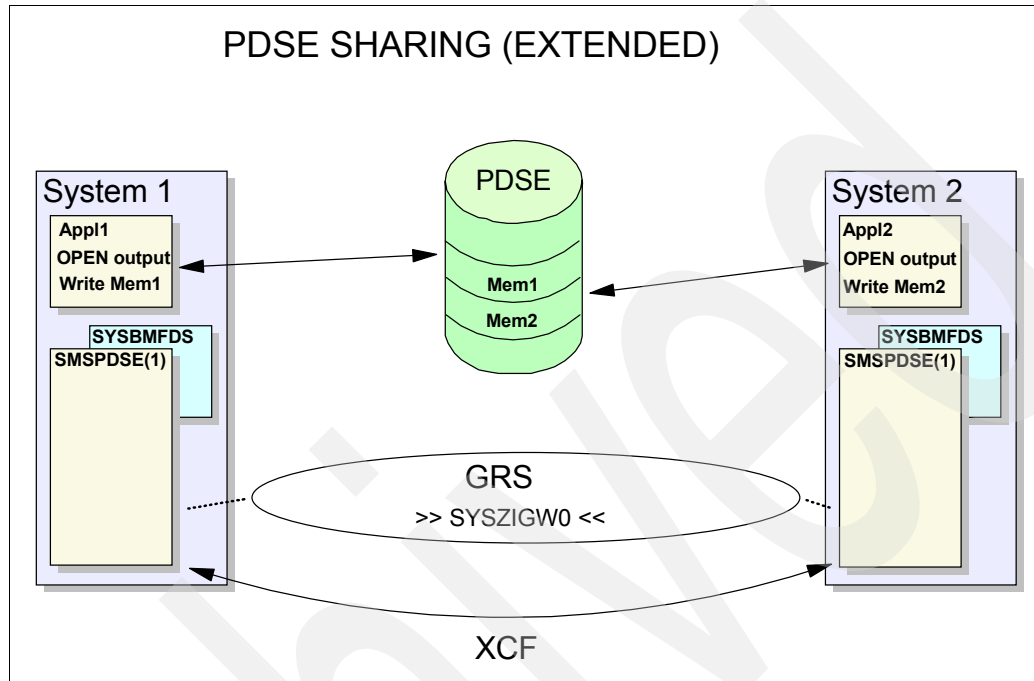 PDSE SHARING (EXTENDED)
System 1
Appl1
OPEN output
Write Mem1
SYSBMFDS
SMSPDSE(1)
PDSE
Mem1
Mem2
System 2
Appl2
OPEN output
Write Mem2
SYSBMFDS
SMSPDSE(1)
GRS
>> SYSZIGW0 <<
XCF